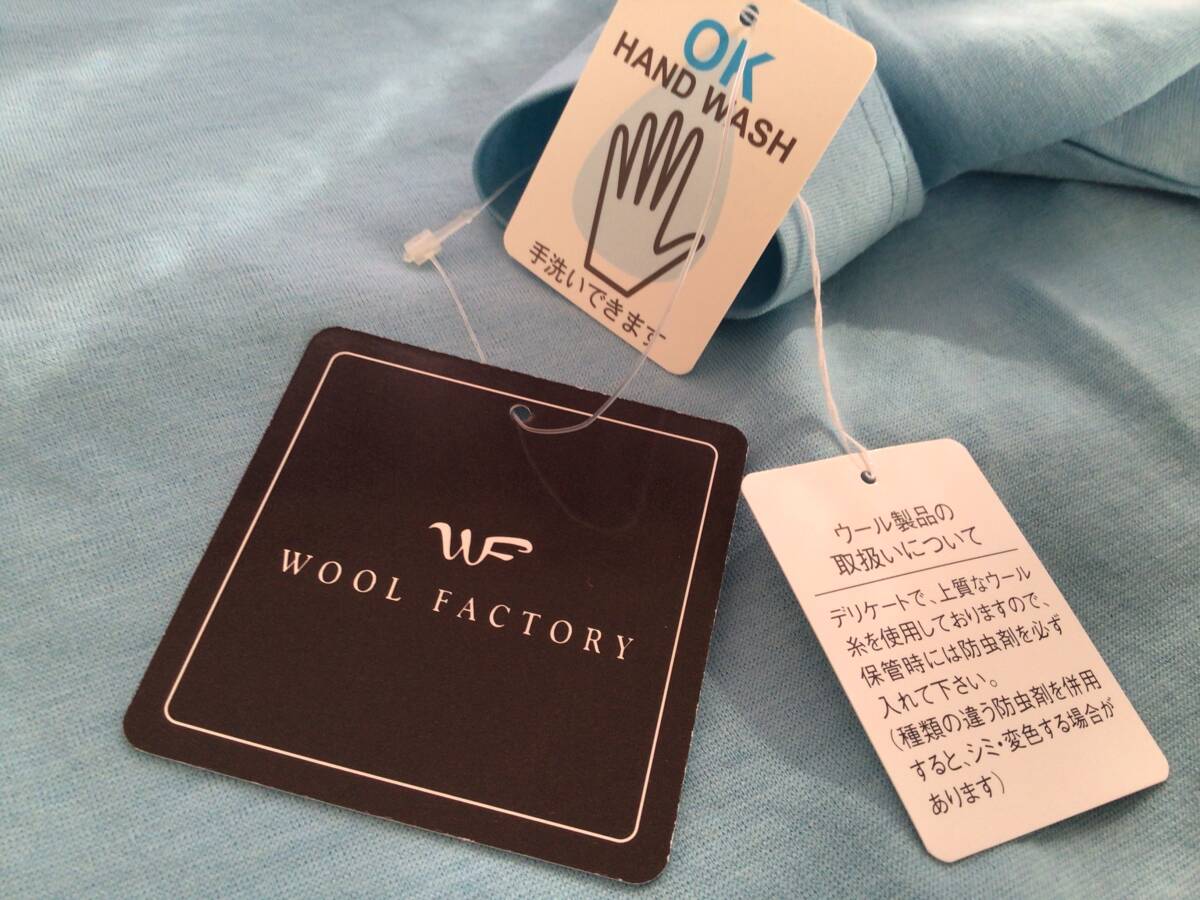 OK
HAND WASH
手洗いできます
WF
WOOL FACTORY
ウール製品の
取扱いについて
デリケートで、上質なウール
糸を使用しておりますので、
保管時には防虫剤を必ず
入れて下さい。
(種類の違う防虫剤を併用
すると、シミ・変色する場合が
あります)